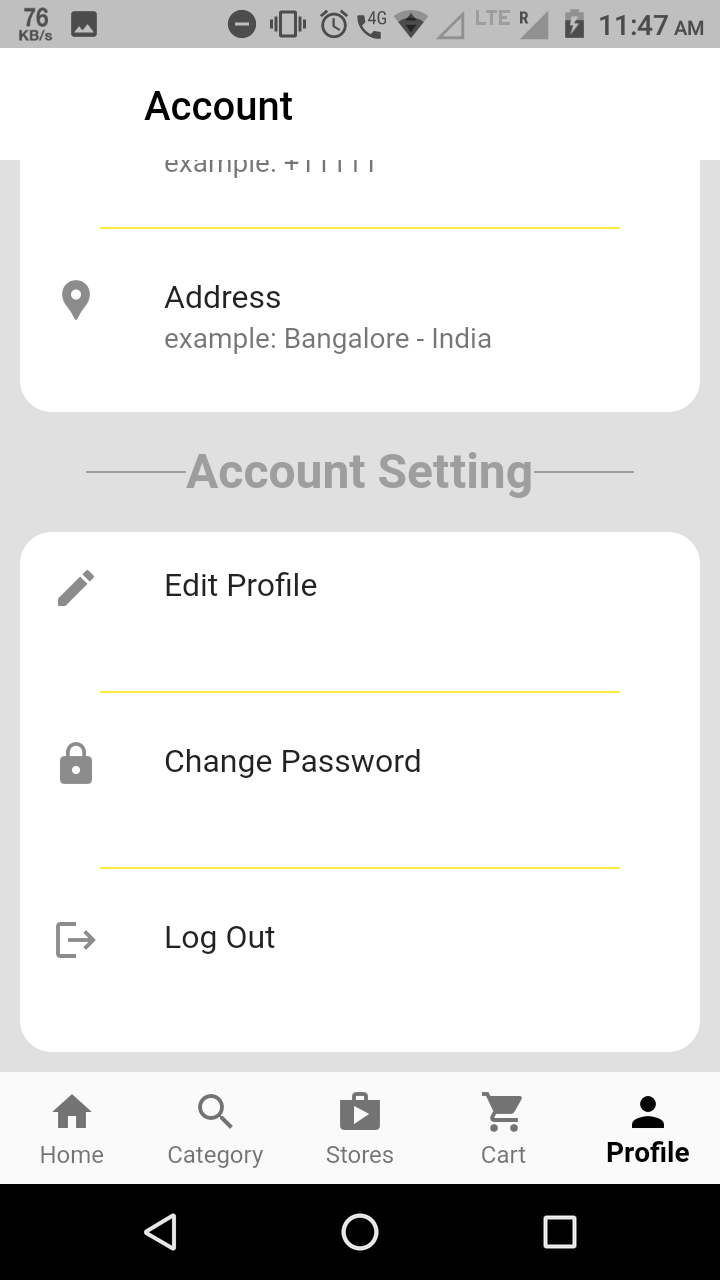 76
KB/s
4G
LTE
R
11:47 AM
Account
example: +11111
Address
example: Bangalore - India
Account Setting
Edit Profile
Change Password
Log Out
Home
Category
Stores
Cart
Profile